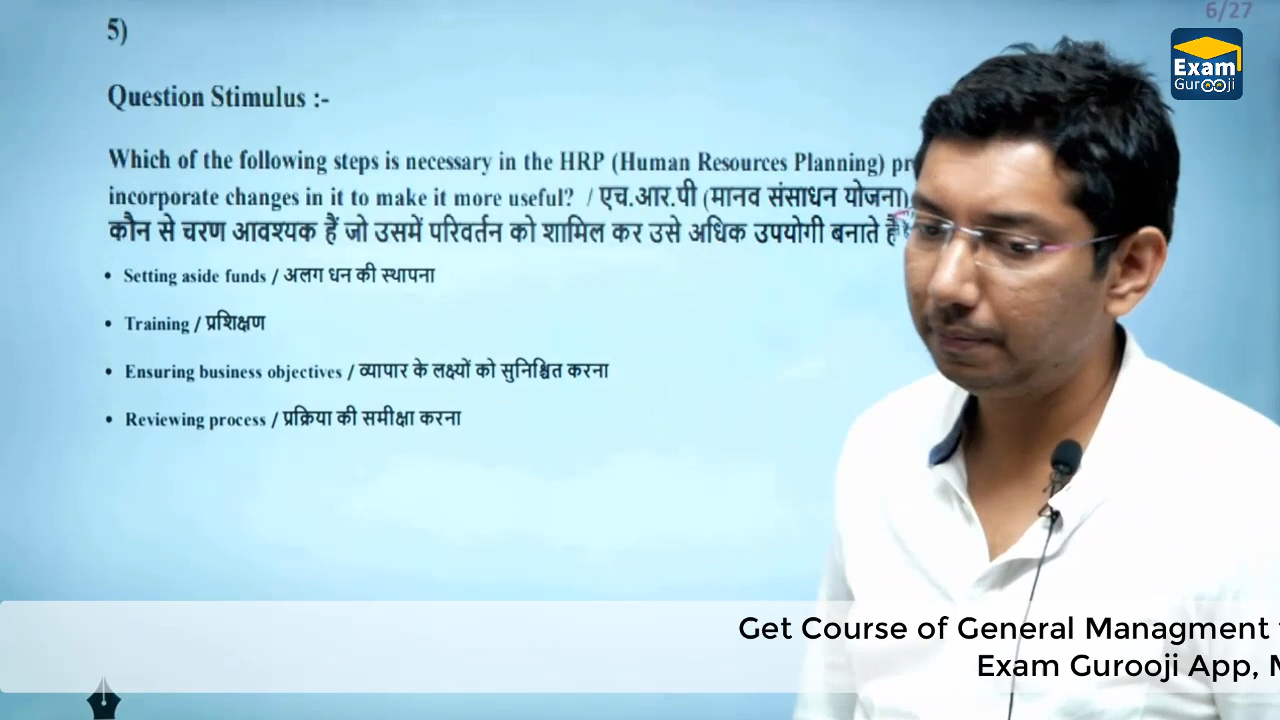 6/27
Exam
Gurooji
5)
Question Stimulus :-
Which of the following steps is necessary in the HRP (Human Resources Planning)
incorporate changes in it to make it more useful? / एच.आर.पी (मानव संसाधन योजना)
कौन से चरण आवश्यक हैं जो उसमें परिवर्तन को शामिल कर उसे अधिक उपयोगी बनाते हैं
• Setting aside funds / अलग धन की स्थापना
• Training / प्रशिक्षण
• Ensuring business objectives / व्यापार के लक्ष्यों को सुनिश्चित करना
• Reviewing process / प्रक्रिया की समीक्षा करना
Get Course of General Managment
Exam Gurooji App,